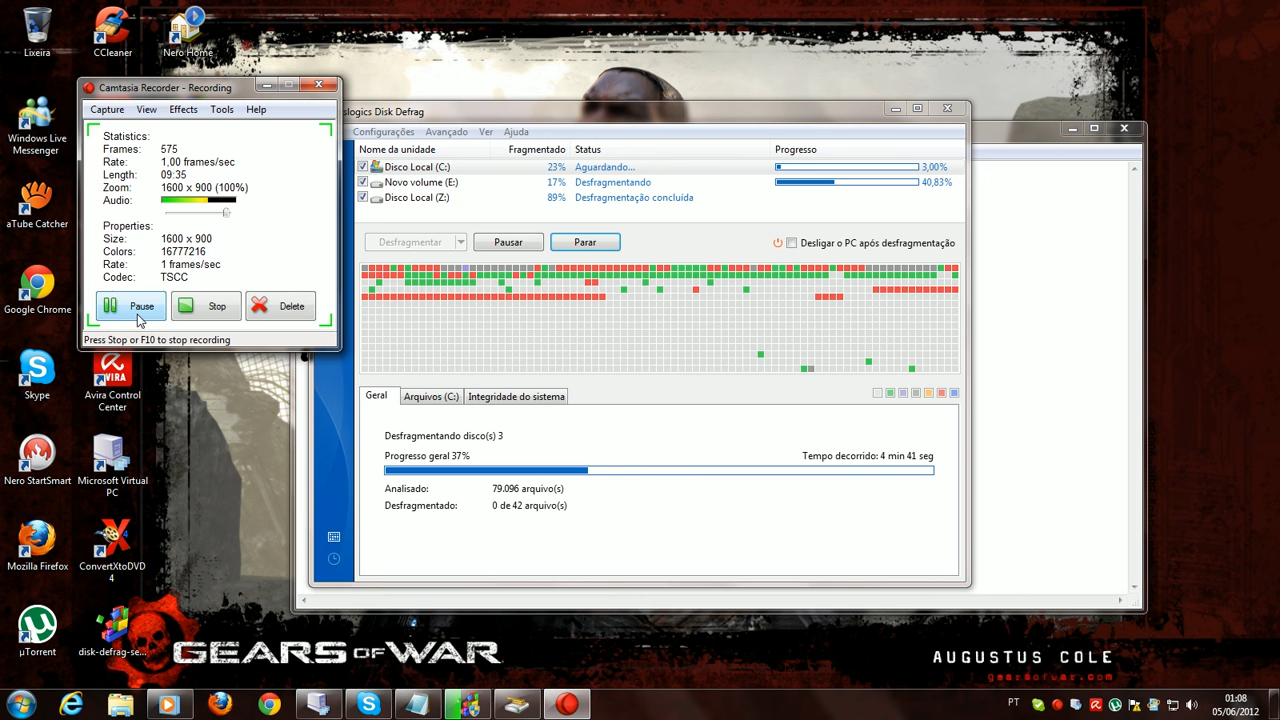 Lixeira
CCleaner
Nero Home
Windows Live
Messenger
aTube Catcher
Google Chrome
Skype
Avira Control
Center
Nero StartSmart
Microsoft Virtual
PC
Mozilla Firefox
ConvertXtoDVD
4
µTorrent
disk-defrag-se...
Camtasia Recorder - Recording
Capture View Effects Tools Help
Statistics:
Frames: 575
Rate: 1,00 frames/sec
Length: 09:35
Zoom: 1600 x 900 (100%)
Audio:
Properties:
Size: 1600 x 900
Colors: 16777216
Rate: 1 frames/sec
Codec: TSCC
Pause Stop Delete
Press Stop or F10 to stop recording
slogics Disk Defrag
Configurações Avançado Ver Ajuda
Nome da unidade Fragmentado Status Progresso
Disco Local (C:) 23% Aguardando... 3,00%
Novo volume (E:) 17% Desfragmentando 40,83%
Disco Local (Z:) 89% Desfragmentação concluída
Desfragmentar Pausar Parar Desligar o PC após desfragmentação
Geral Arquivos (C:) Integridade do sistema
Desfragmentando disco(s) 3
Progresso geral 37% Tempo decorrido: 4 min 41 seg
Analisado: 79.096 arquivo(s)
Desfragmentado: 0 de 42 arquivo(s)
GEARS OF WAR
AUGUSTUS COLE
gearsofwar.com
PT
01:08
05/06/2012